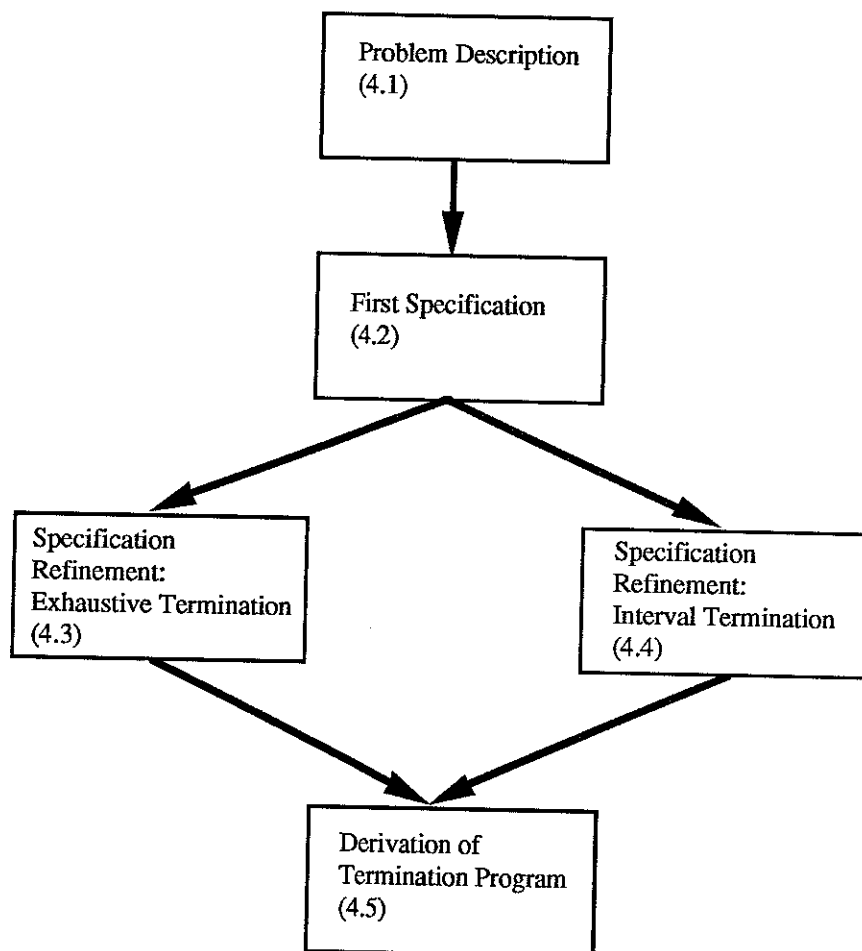 Problem Description
(4.1)
First Specification
(4.2)
Specification
Refinement:
Exhaustive Termination
(4.3)
Specification
Refinement:
Interval Termination
(4.4)
Derivation of
Termination Program
(4.5)